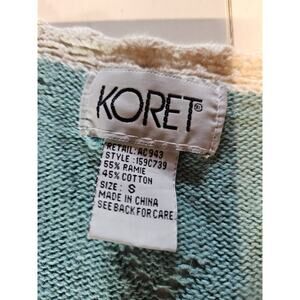 KORET®
RETAIL: AC943
STYLE: 159C739
55% RAMIE
45% COTTON
SIZE: S
MADE IN CHINA
SEE BACK FOR CARE